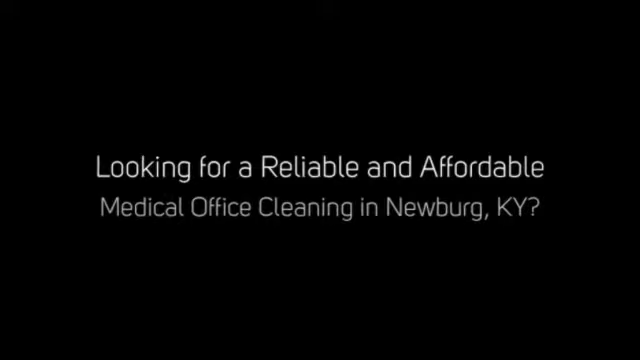 Looking for a Reliable and Affordable
Medical Office Cleaning in Newburg, KY?